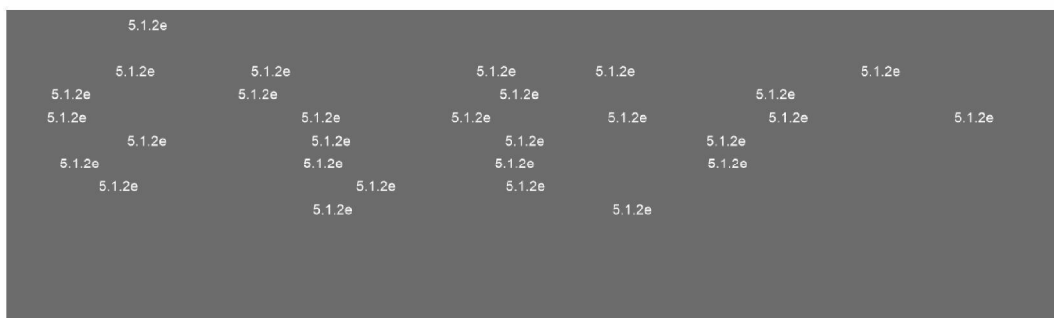 5.1.2e
5.1.2e 5.1.2e 5.1.2e 5.1.2e 5.1.2e
5.1.2e 5.1.2e 5.1.2e 5.1.2e
5.1.2e 5.1.2e 5.1.2e 5.1.2e 5.1.2e 5.1.2e
5.1.2e 5.1.2e 5.1.2e 5.1.2e
5.1.2e 5.1.2e 5.1.2e 5.1.2e
5.1.2e 5.1.2e 5.1.2e
5.1.2e 5.1.2e